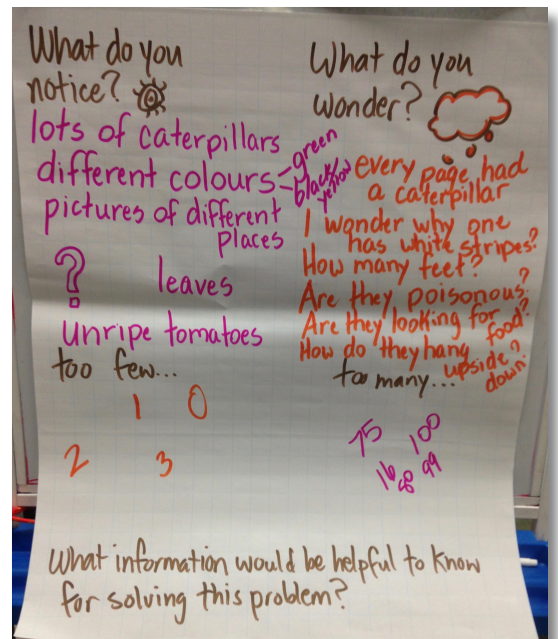 What do you
notice?
lots of caterpillars
different colours
green
black/
yellow
pictures of different
places
?
leaves
unripe tomatoes
too few...
1 0
2 3
What do you
wonder?
every page had
a caterpillar
I wonder why one
has white stripes?
How many feet?
Are they poisonous?
Are they looking for
food?
How do they hang
upside?
down.
too many...
75 100
16 80 99
What information would be helpful to know
for solving this problem?